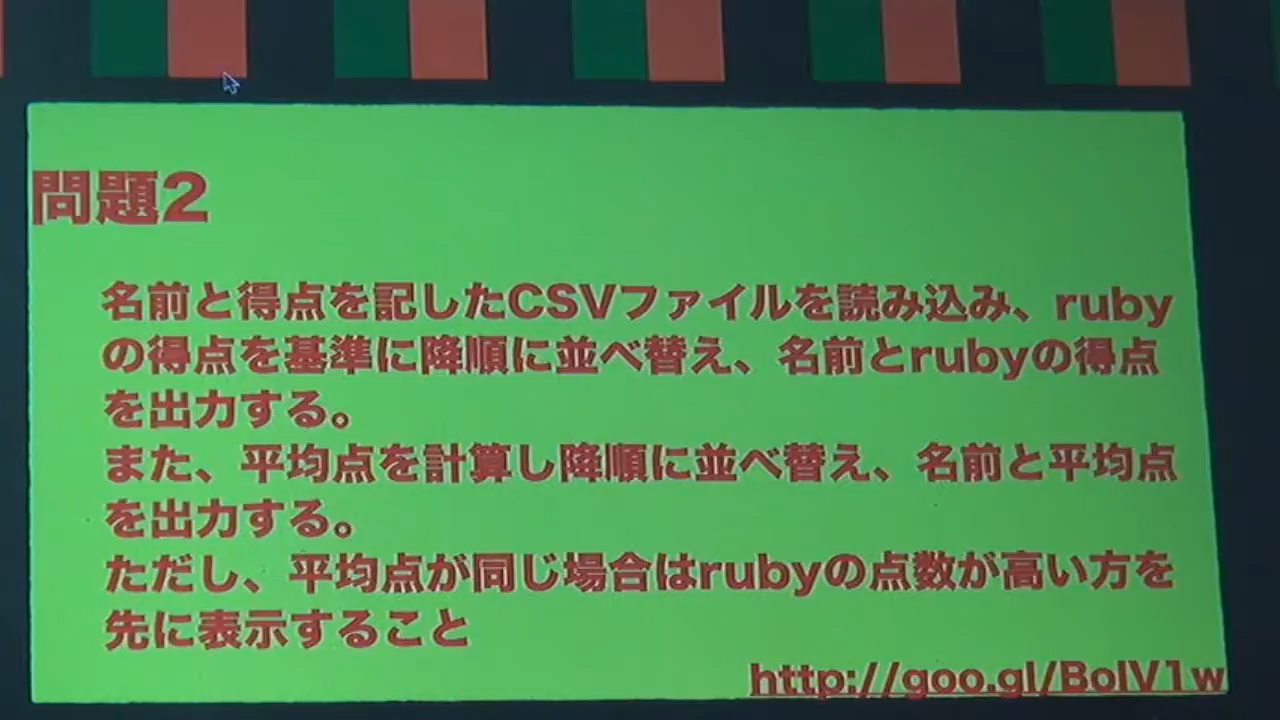 問題2
名前と得点を記したCSVファイルを読み込み、ruby
の得点を基準に降順に並べ替え、名前とrubyの得点
を出力する。
また、平均点を計算し降順に並べ替え、名前と平均点
を出力する。
ただし、平均点が同じ場合はrubyの点数が高い方を
先に表示すること
http://goo.gl/BolV1w